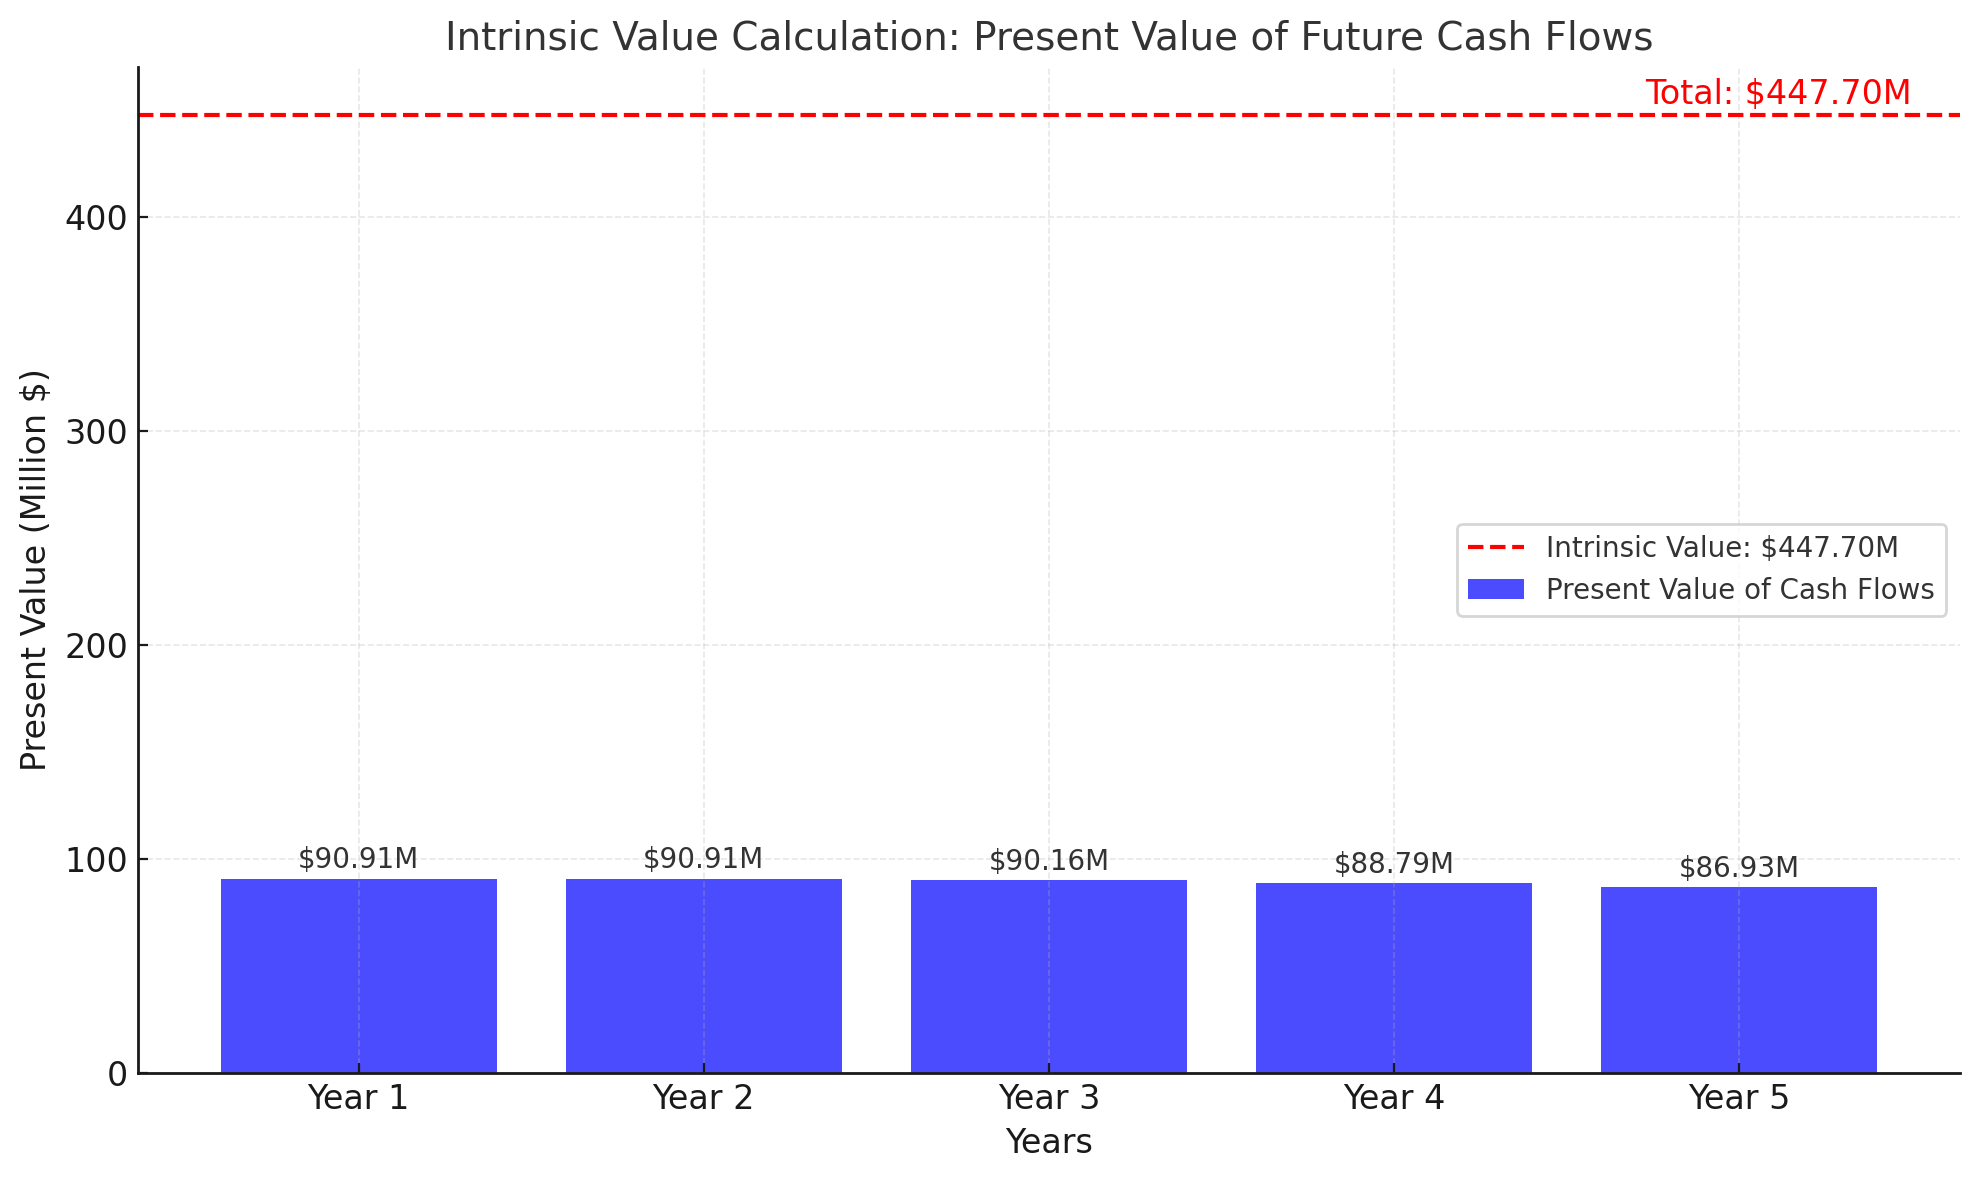 Intrinsic Value Calculation: Present Value of Future Cash Flows
Total: $447.70M
Present Value (Million $)
400
300
200
100
0
Intrinsic Value: $447.70M
Present Value of Cash Flows
$90.91M
$90.91M
$90.16M
$88.79M
$86.93M
Year 1
Year 2
Year 3
Year 4
Year 5
Years